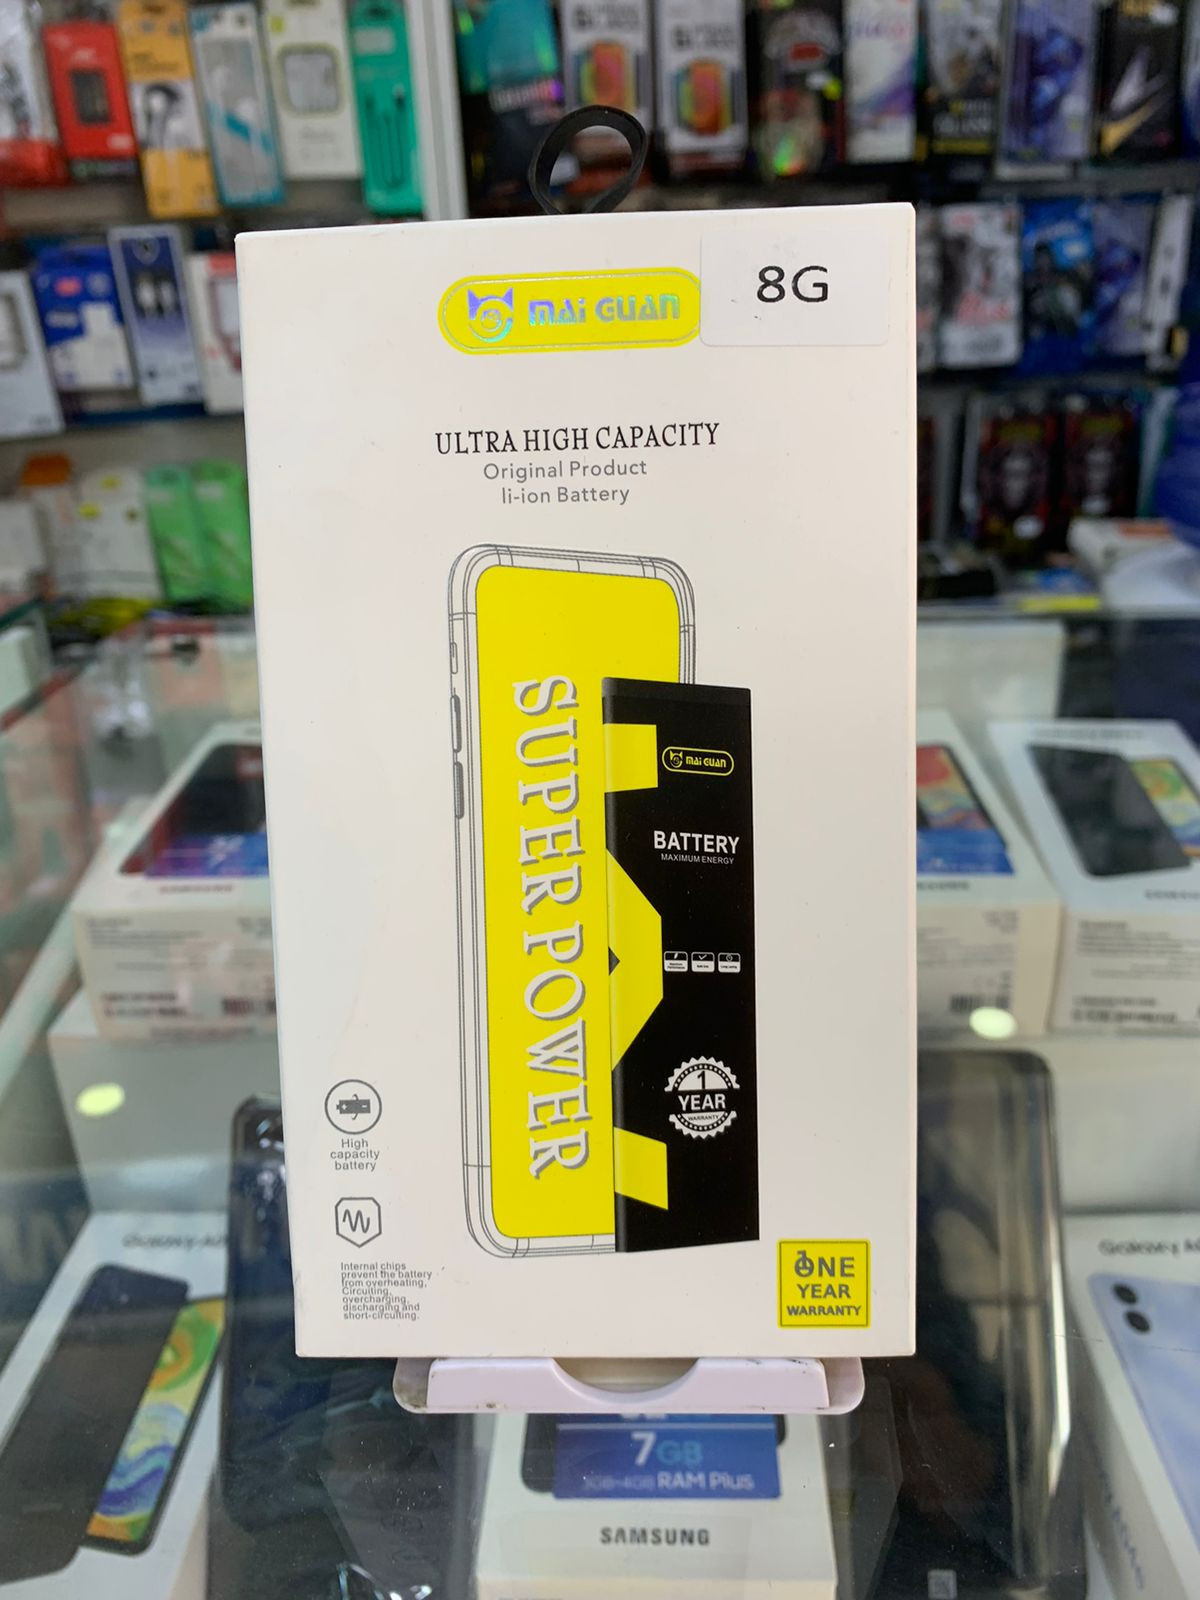 mai Guan
8G
ULTRA HIGH CAPACITY
Original Product
li-ion Battery
SUPER POWER
mai Guan
BATTERY
MAXIMUM ENERGY
1
YEAR
WARRANTY
High
capacity
battery
Internal chips
prevent the battery
from overheating,
Circuiting,
overcharging,
discharging and
short-circuiting.
ONE
YEAR
WARRANTY
7GB
RAM Plus
SAMSUNG